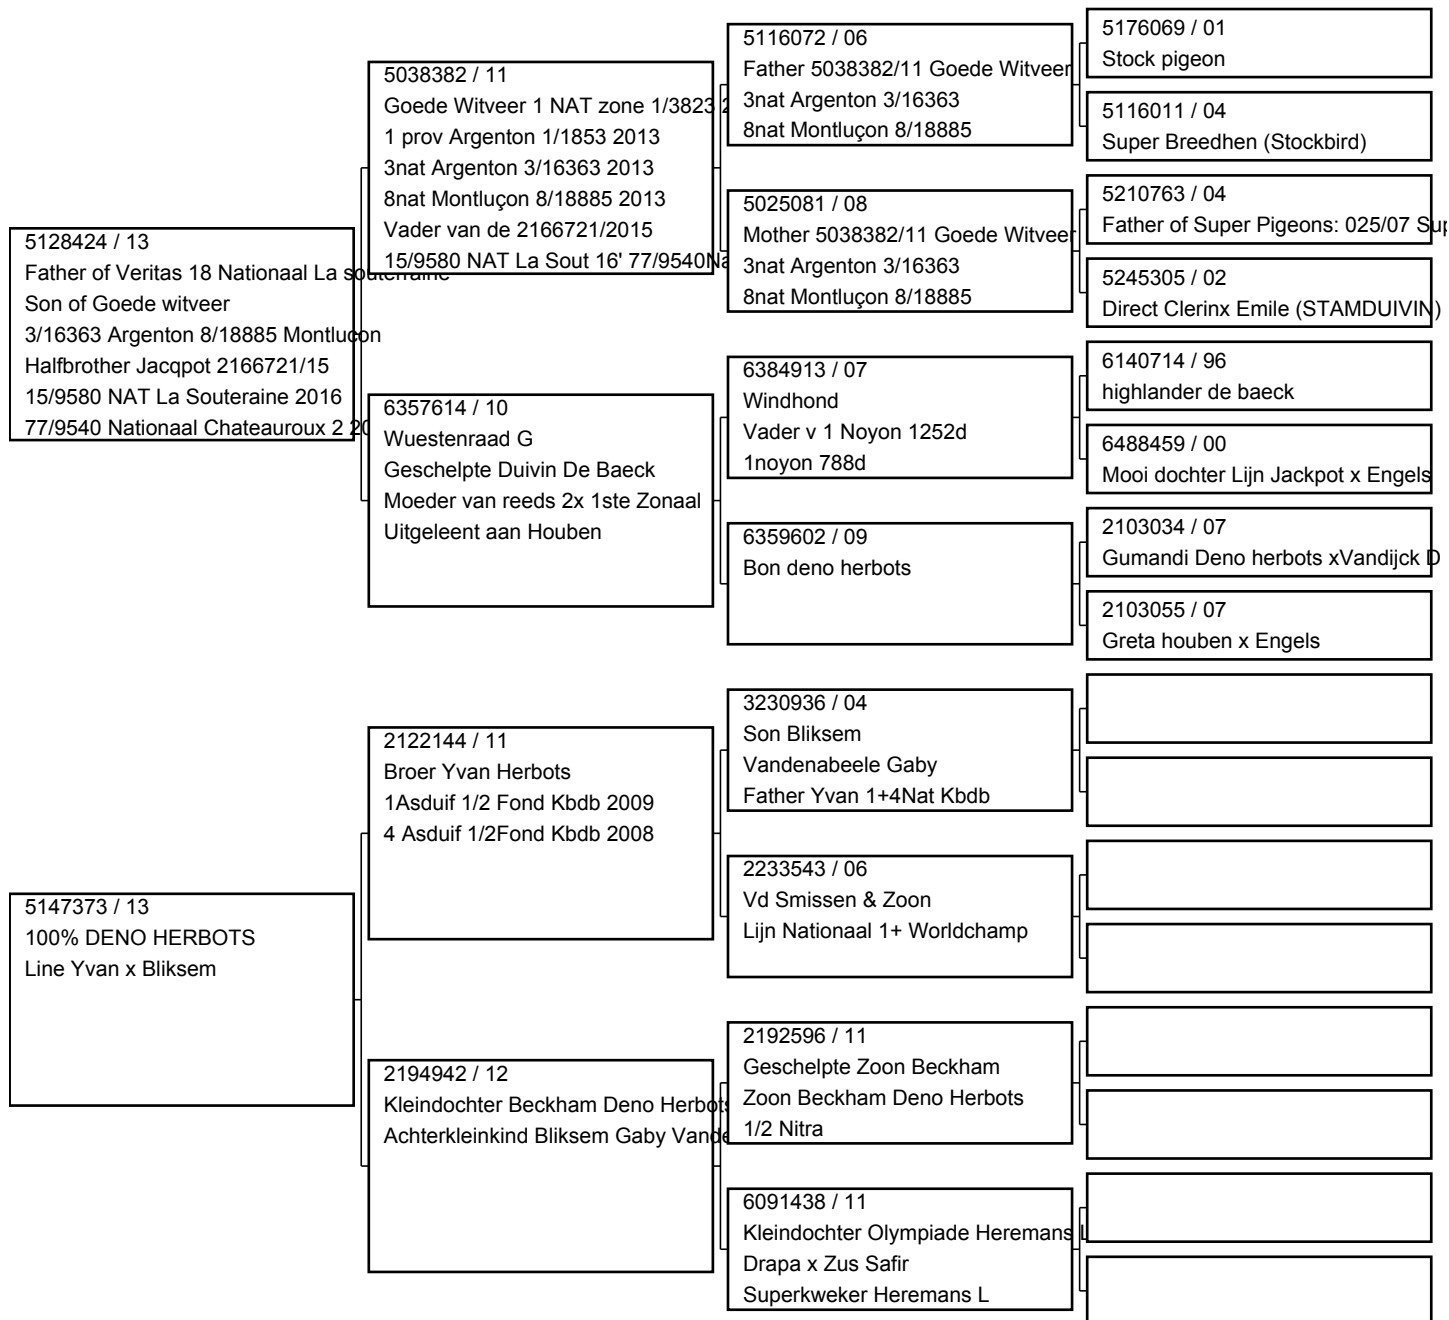 5128424 / 13
Father of Veritas 18 Nationaal La souterraine
Son of Goede witveer
3/16363 Argenton 8/18885 Montluçon
Halfbrother Jacqpot 2166721/15
15/9580 NAT La Souteraine 2016
77/9540 Nationaal Chateauroux 2
5147373 / 13
100% DENO HERBOTS
Line Yvan x Bliksem
5038382 / 11
Goede Witveer 1 NAT zone 1/3823
1 prov Argenton 1/1853 2013
3nat Argenton 3/16363 2013
8nat Montluçon 8/18885 2013
Vader van de 2166721/2015
15/9580 NAT La Sout 16' 77/9540
6357614 / 10
Wuestenraad G
Geschelpte Duivin De Baeck
Moeder van reeds 2x 1ste Zonaal
Uitgeleent aan Houben
2122144 / 11
Broer Yvan Herbots
1Asduif 1/2 Fond Kbdb 2009
4 Asduif 1/2Fond Kbdb 2008
2194942 / 12
Kleindochter Beckham Deno Herbots
Achterkleinkind Bliksem Gaby
5116072 / 06
Father 5038382/11 Goede Witveer
3nat Argenton 3/16363
8nat Montluçon 8/18885
5025081 / 08
Mother 5038382/11 Goede Witveer
3nat Argenton 3/16363
8nat Montluçon 8/18885
6384913 / 07
Windhond
Vader v 1 Noyon 1252d
1noyon 788d
6359602 / 09
Bon deno herbots
3230936 / 04
Son Bliksem
Vandenabeele Gaby
Father Yvan 1+4Nat Kbdb
2233543 / 06
Vd Smissen & Zoon
Lijn Nationaal 1+ Worldchamp
2192596 / 11
Geschelpte Zoon Beckham
Zoon Beckham Deno Herbots
1/2 Nitra
6091438 / 11
Kleindochter Olympiade Heremans L
Drapa x Zus Safir
Superkweker Heremans L
5176069 / 01
Stock pigeon
5116011 / 04
Super Breedhen (Stockbird)
5210763 / 04
Father of Super Pigeons: 025/07
5245305 / 02
Direct Clerinx Emile (STAMDUIVIN)
6140714 / 96
highlander de baeck
6488459 / 00
Mooi dochter Lijn Jackpot x Engels
2103034 / 07
Gumandi Deno herbots xVandijck D
2103055 / 07
Greta houben x Engels